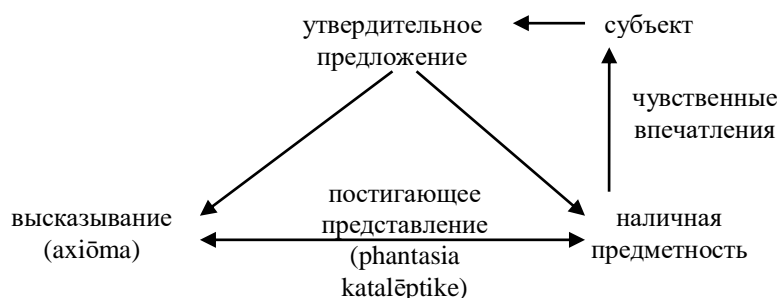 утвердительное
предложение
субъект
чувственные
впечатления
высказывание
(axiōma)
постигающее
представление
(phantasia
katalēptike)
наличная
предметность